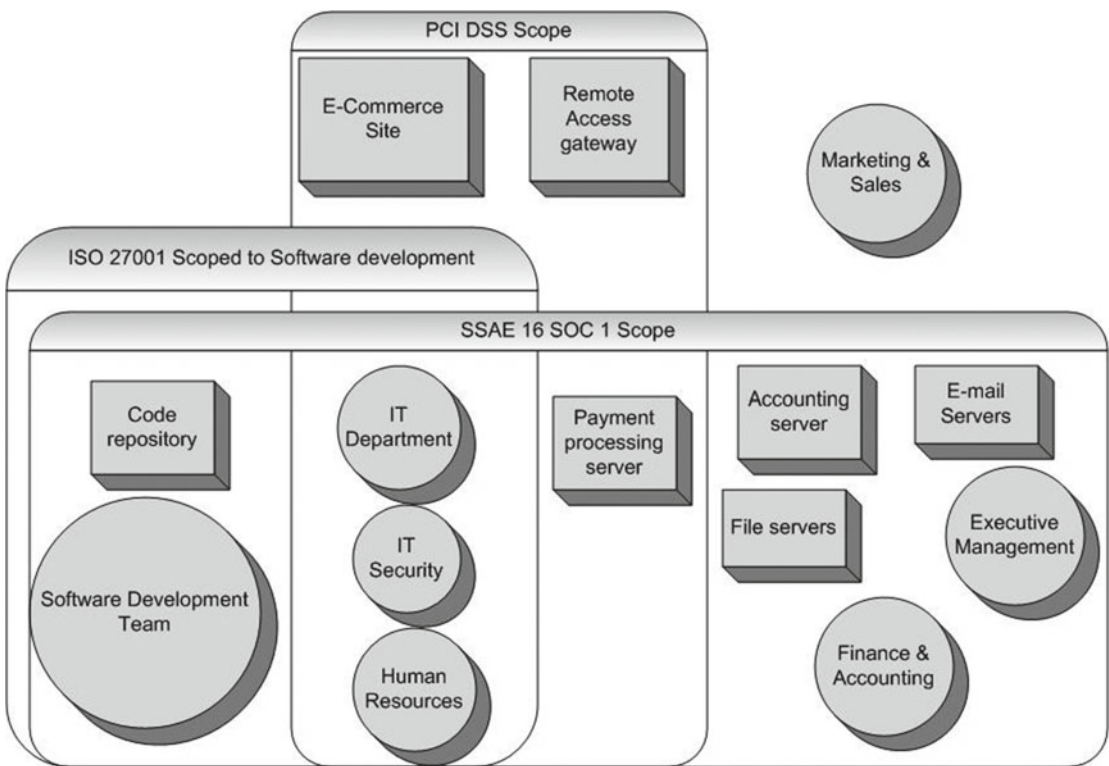 PCI DSS Scope
E-Commerce
Site
Remote
Access
gateway
Marketing &
Sales
ISO 27001 Scoped to Software development
SSAE 16 SOC 1 Scope
Code
repository
IT
Department
Payment
processing
server
Accounting
server
E-mail
Servers
File servers
Executive
Management
IT
Security
Software Development
Team
Human
Resources
Finance &
Accounting